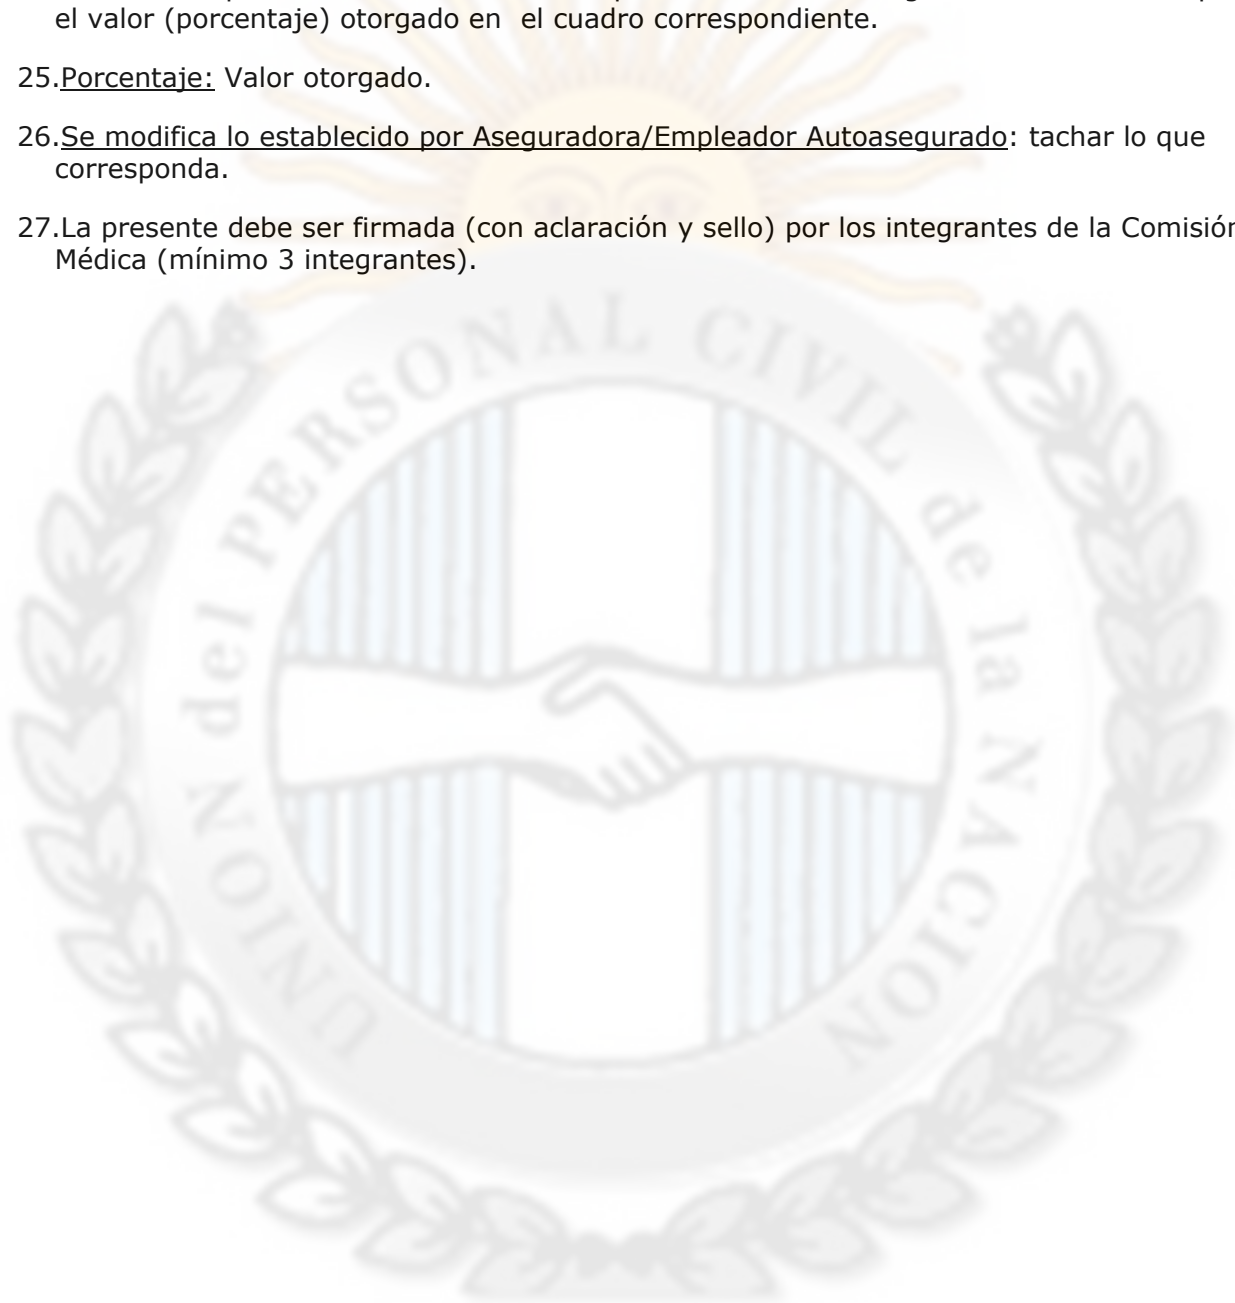 el valor (porcentaje) otorgado en el cuadro correspondiente.
25.Porcentaje: Valor otorgado.
26.Se modifica lo establecido por Aseguradora/Empleador Autoasegurado: tachar lo que
corresponda.
27.La presente debe ser firmada (con aclaración y sello) por los integrantes de la Comisión
Médica (mínimo 3 integrantes).
UNION del PERSONAL CIVIL de la NACION